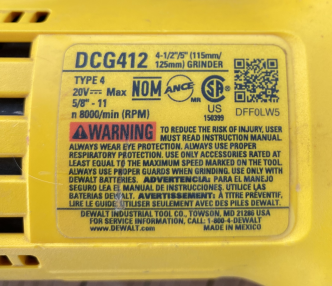 DCG412 4-1/2"/5" (115mm/
125mm) GRINDER
TYPE 4
20V Max
5/8" - 11
n 8000/min (RPM)
NOM
ANCE
MR
SA
US
150399
DFF0LW5
WARNING TO REDUCE THE RISK OF INJURY, USER
MUST READ INSTRUCTION MANUAL.
ALWAYS WEAR EYE PROTECTION. ALWAYS USE PROPER
RESPIRATORY PROTECTION. USE ONLY ACCESSORIES RATED AT
LEAST EQUAL TO THE MAXIMUM SPEED MARKED ON THE TOOL.
ALWAYS USE PROPER GUARDS WHEN GRINDING. USE ONLY WITH
DEWALT BATTERIES. ADVERTENCIA: PARA EL MANEJO
SEGURO LEA EL MANUAL DE INSTRUCCIONES. UTILICE LAS
BATERIAS DEWALT. AVERTISSEMENT: À TITRE PRÉVENTIF,
LIRE LE GUIDE. UTILISER SEULEMENT AVEC DES PILES DEWALT.
DEWALT INDUSTRIAL TOOL CO., TOWSON, MD 21286 USA
FOR SERVICE INFORMATION, CALL: 1-800-4-DEWALT
www.DEWALT.com MADE IN MEXICO